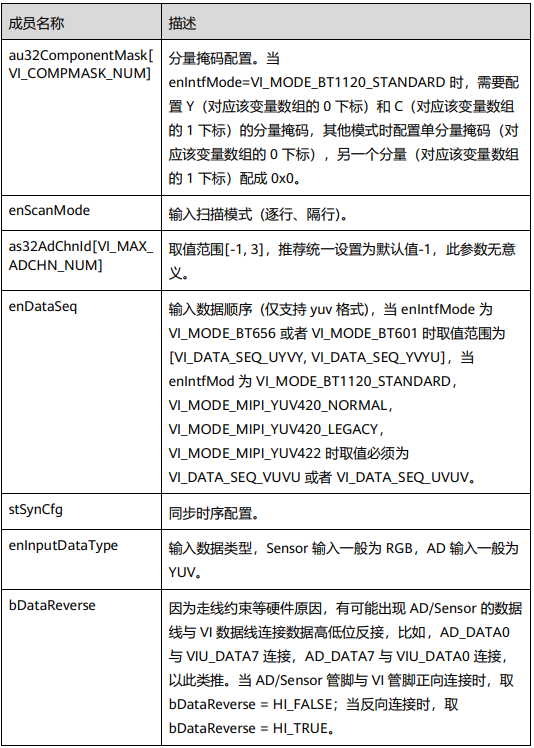 成员名称
描述
au32ComponentMask[
VI_COMPMASK_NUM]
分量掩码配置。当
enIntfMode=VI_MODE_BT1120_STANDARD 时，需要配
置 Y（对应该变量数组的 0 下标）和 C（对应该变量数组
的 1 下标）的分量掩码，其他模式时配置单分量掩码（对
应该变量数组的 0 下标），另一个分量（对应该变量数组
的 1 下标）配成 0x0。
enScanMode
输入扫描模式（逐行、隔行）。
as32AdChnId[VI_MAX_
ADCHN_NUM]
取值范围[-1, 3]，推荐统一设置为默认值-1，此参数无意
义。
enDataSeq
输入数据顺序（仅支持 yuv 格式），当 enIntfMode 为
VI_MODE_BT656 或者 VI_MODE_BT601 时取值范围为
[VI_DATA_SEQ_UYVY, VI_DATA_SEQ_YVYU]，当
enIntfMod 为 VI_MODE_BT1120_STANDARD，
VI_MODE_MIPI_YUV420_NORMAL，
VI_MODE_MIPI_YUV420_LEGACY，
VI_MODE_MIPI_YUV422 时取值必须为
VI_DATA_SEQ_VUVU 或者 VI_DATA_SEQ_UVUV。
stSynCfg
同步时序配置。
enInputDataType
输入数据类型，Sensor 输入一般为 RGB，AD 输入一般为
YUV。
bDataReverse
因为走线约束等硬件原因，有可能出现 AD/Sensor 的数据
线与 VI 数据线连接数据高低位反接，比如，AD_DATA0
与 VIU_DATA7 连接，AD_DATA7 与 VIU_DATA0 连接，
以此类推。当 AD/Sensor 管脚与 VI 管脚正向连接时，取
bDataReverse = HI_FALSE；当反向连接时，取
bDataReverse = HI_TRUE。